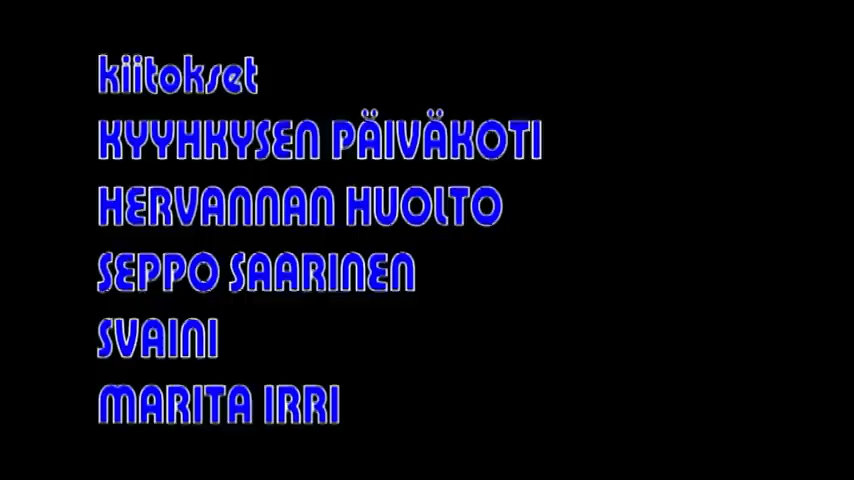 kiitokset
KYYHKYSEN PÄIVÄKOTI
HERVANNAN HUOLTO
SEPPO SAARINEN
SVAINI
MARITA IRRI